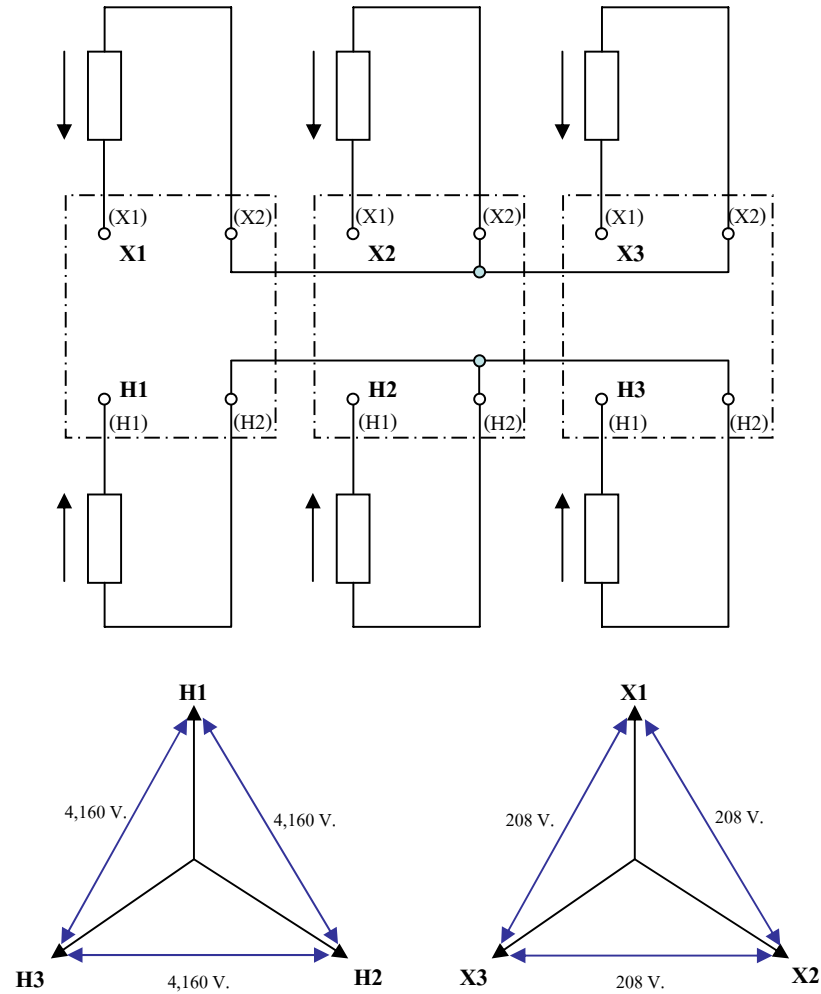 (X1) (X2) (X1) (X2) (X1) (X2)
X1 X2 X3
H1 H2 H3
(H1) (H2) (H1) (H2) (H1) (H2)
H1 X1
4,160 V. 4,160 V. 208 V. 208 V.
H3 H2 X3 X2
4,160 V. 208 V.